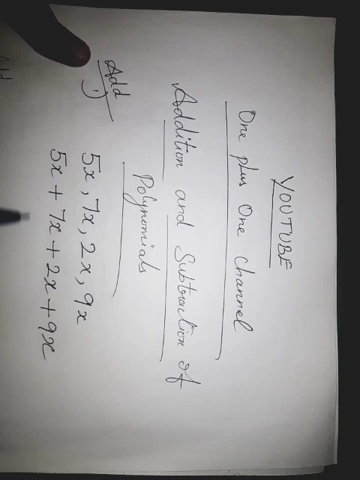 YOUTUBE
One plus One Channel
Addition and Subtraction of
Polynomials
Add
i) 5x, 7x, 2x, 9x
5x + 7x + 2x + 9x